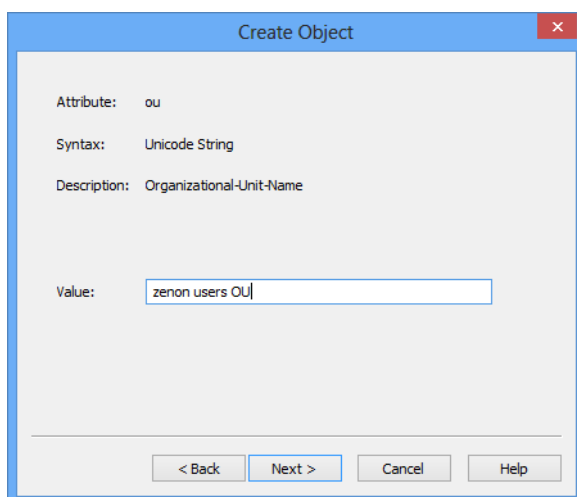 Create Object
Attribute: ou
Syntax: Unicode String
Description: Organizational-Unit-Name
Value: zenon users OU
< Back Next > Cancel Help